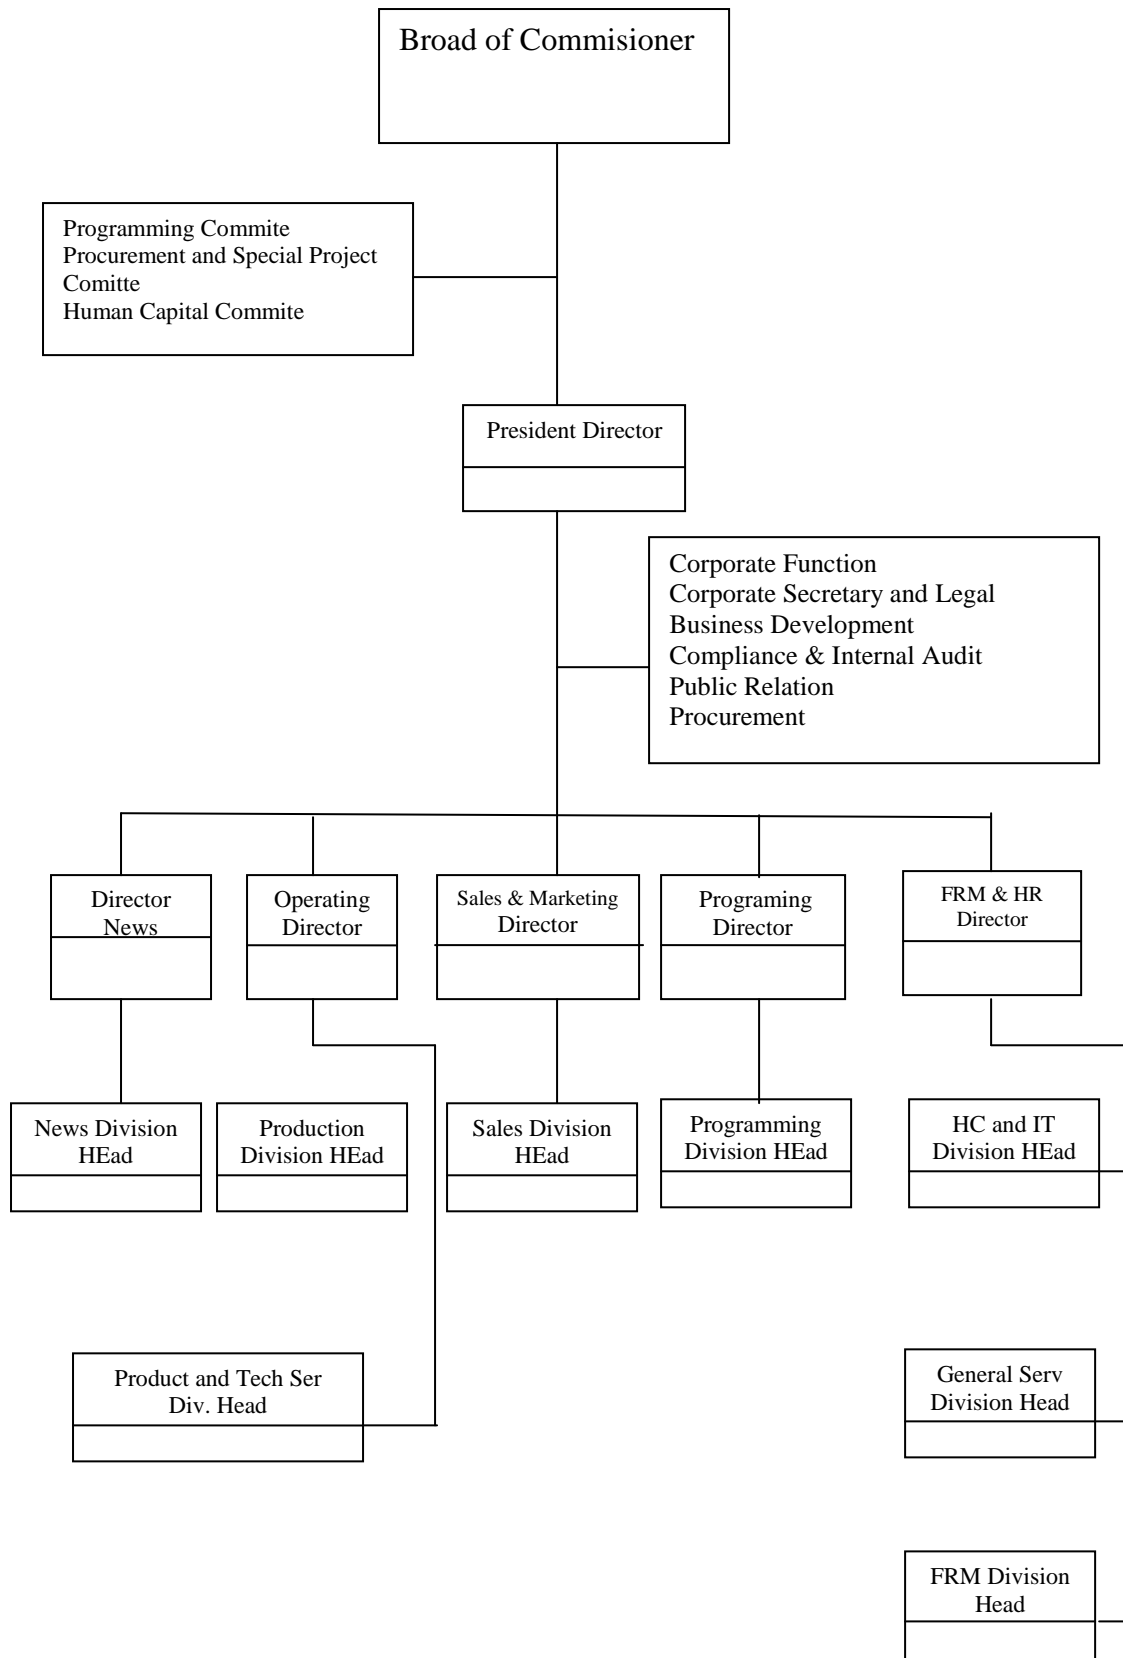 Broad of Commisioner
Programming Commite
Procurement and Special Project
Comitte
Human Capital Commite
President Director
Corporate Function
Corporate Secretary and Legal
Business Development
Compliance & Internal Audit
Public Relation
Procurement
Director
News
Operating
Director
Sales & Marketing
Director
Programing
Director
FRM & HR
Director
News Division
HEad
Production
Division HEad
Sales Division
HEad
Programming
Division HEad
HC and IT
Division HEad
Product and Tech Ser
Div. Head
General Serv
Division Head
FRM Division
Head